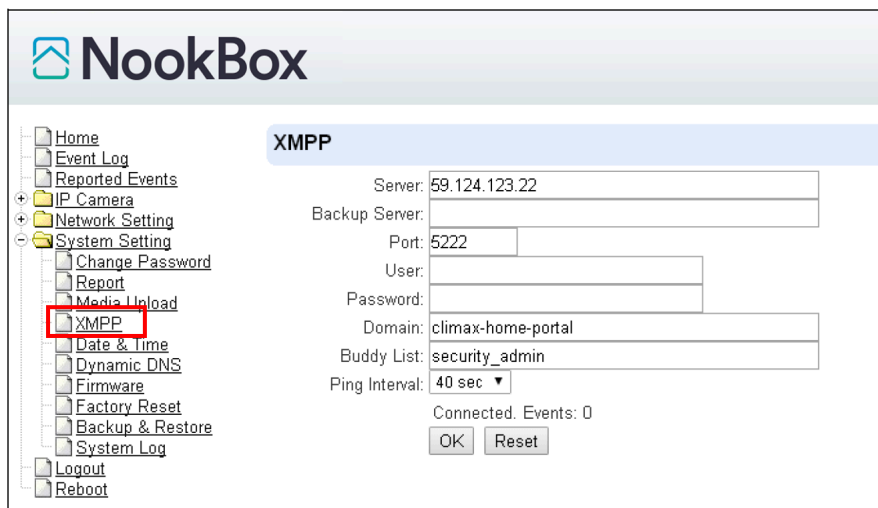 NookBox
Home
Event Log
Reported Events
IP Camera
Network Setting
System Setting
Change Password
Report
Media Upload
XMPP
Date & Time
Dynamic DNS
Firmware
Factory Reset
Backup & Restore
System Log
Logout
Reboot
XMPP
Server: 59.124.123.22
Backup Server:
Port: 5222
User:
Password:
Domain: climax-home-portal
Buddy List: security_admin
Ping Interval: 40 sec
Connected. Events: 0
OK Reset